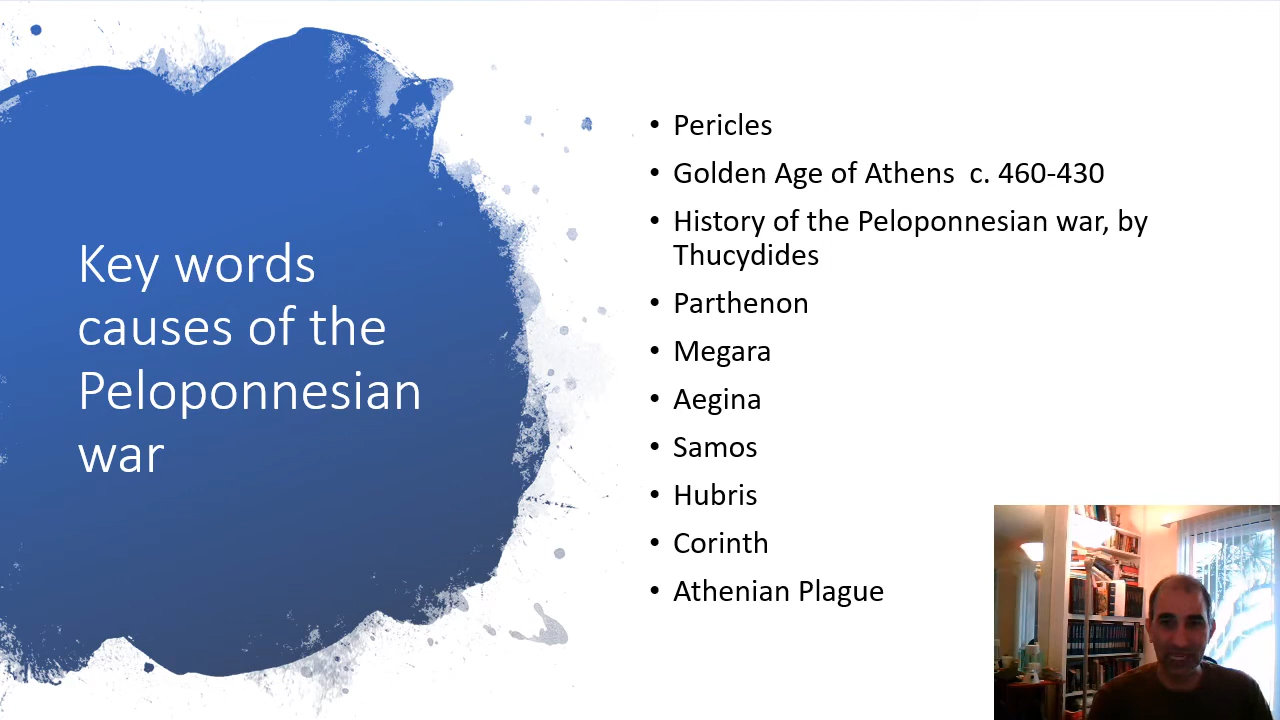 Key words
causes of the
Peloponnesian
war
• Pericles
• Golden Age of Athens  c. 460-430
• History of the Peloponnesian war, by
Thucydides
• Parthenon
• Megara
• Aegina
• Samos
• Hubris
• Corinth
• Athenian Plague